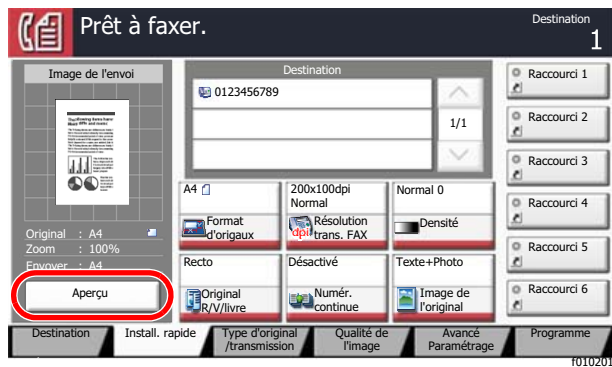 Prêt à faxer.
Destination
1
Image de l'envoi
Original : A4
Zoom : 100%
Envoyer : A4
Aperçu
Destination
0123456789
1/1
A4
Format
d'origaux
200x100dpi
Normal
dpi
Résolution
trans. FAX
Normal 0
Densité
Recto
Original
R/V/livre
Désactivé
Numér.
continue
Texte+Photo
Image de
l'original
Raccourci 1
Raccourci 2
Raccourci 3
Raccourci 4
Raccourci 5
Raccourci 6
Destination
Install. rapide
Type d'original
/transmission
Qualité de
l'image
Avancé
Paramétrage
Programme
f010201